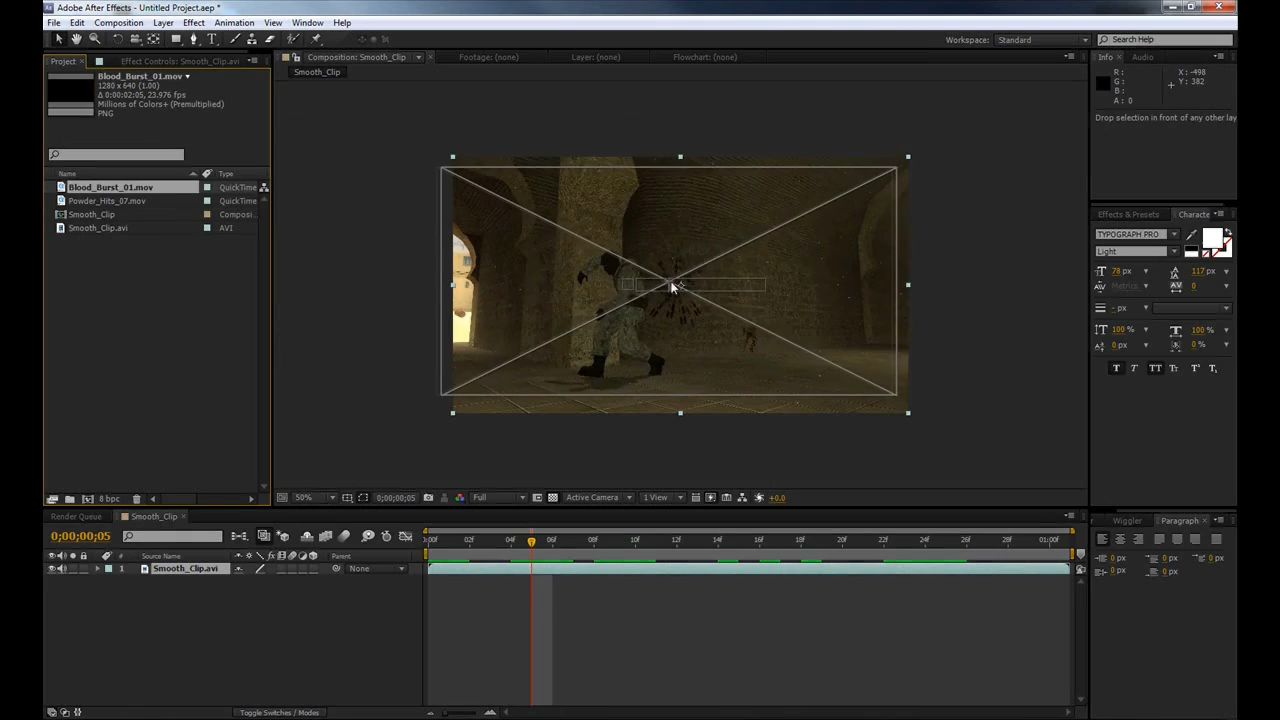 Adobe After Effects - Untitled Project.aep *
File Edit Composition Layer Effect Animation View Window Help
Workspace: Standard
Search Help
Project
Effect Controls: Smooth_Clip.avi
Composition: Smooth_Clip
Footage: (none)
Layer: (none)
Flowchart: (none)
Info
Audio
Smooth_Clip
Blood_Burst_01.mov
1280 x 640 (1.00)
Δ 0:00:02:05, 23.976 fps
Millions of Colors+ (Premultiplied)
PNG
R :
G :
B :
A : 0
X : -498
Y : 382
Drop selection in front of any other lay
Name Type
Blood_Burst_01.mov QuickTime
Powder_Hits_07.mov QuickTime
Smooth_Clip Composi
Smooth_Clip.avi AVI
Effects & Presets
Characte
TYPOGRAPH PRO
Light
78 px 117 px
Metrics 0
- px
100 % 100 %
0 px 0 %
8 bpc
50%
0;00;00;05
Full
Active Camera
1 View
+0.0
Render Queue
Smooth_Clip
0;00;00;05
:00f 02f 04f 06f 08f 10f 12f 14f 16f 18f 20f 22f 24f 26f 28f 01:00f
# Source Name Parent
1 Smooth_Clip.avi None
Wiggler
Paragraph
0 px 0 px 0 px
0 px 0 px
Toggle Switches / Modes